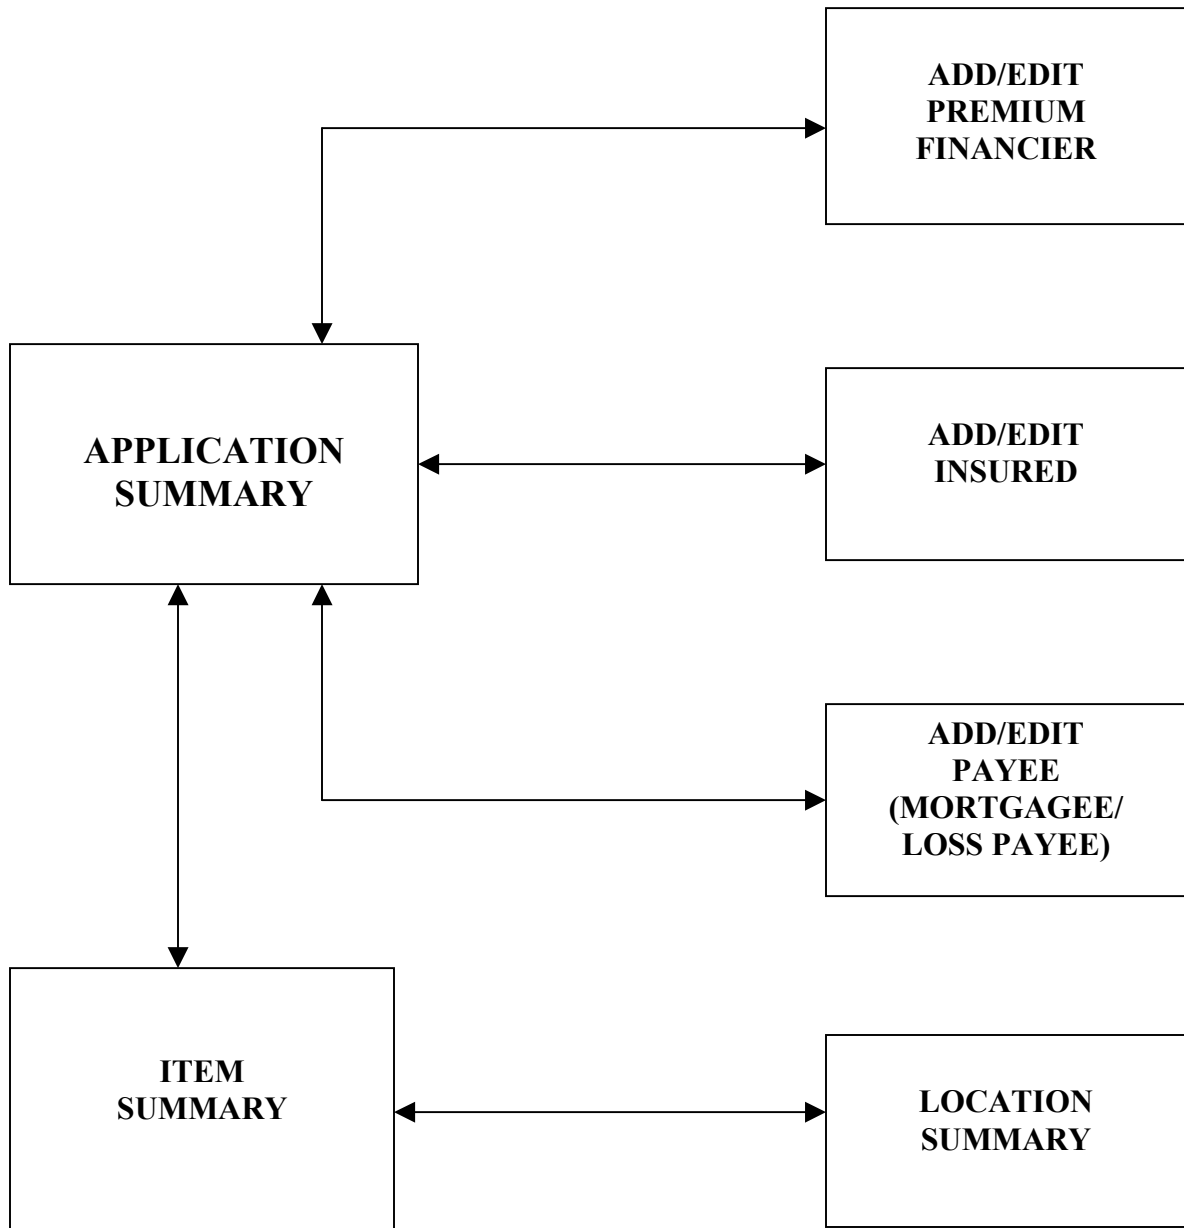 ADD/EDIT
PREMIUM
FINANCIER
APPLICATION
SUMMARY
ADD/EDIT
INSURED
ADD/EDIT
PAYEE
(MORTGAGEE/
LOSS PAYEE)
ITEM
SUMMARY
LOCATION
SUMMARY